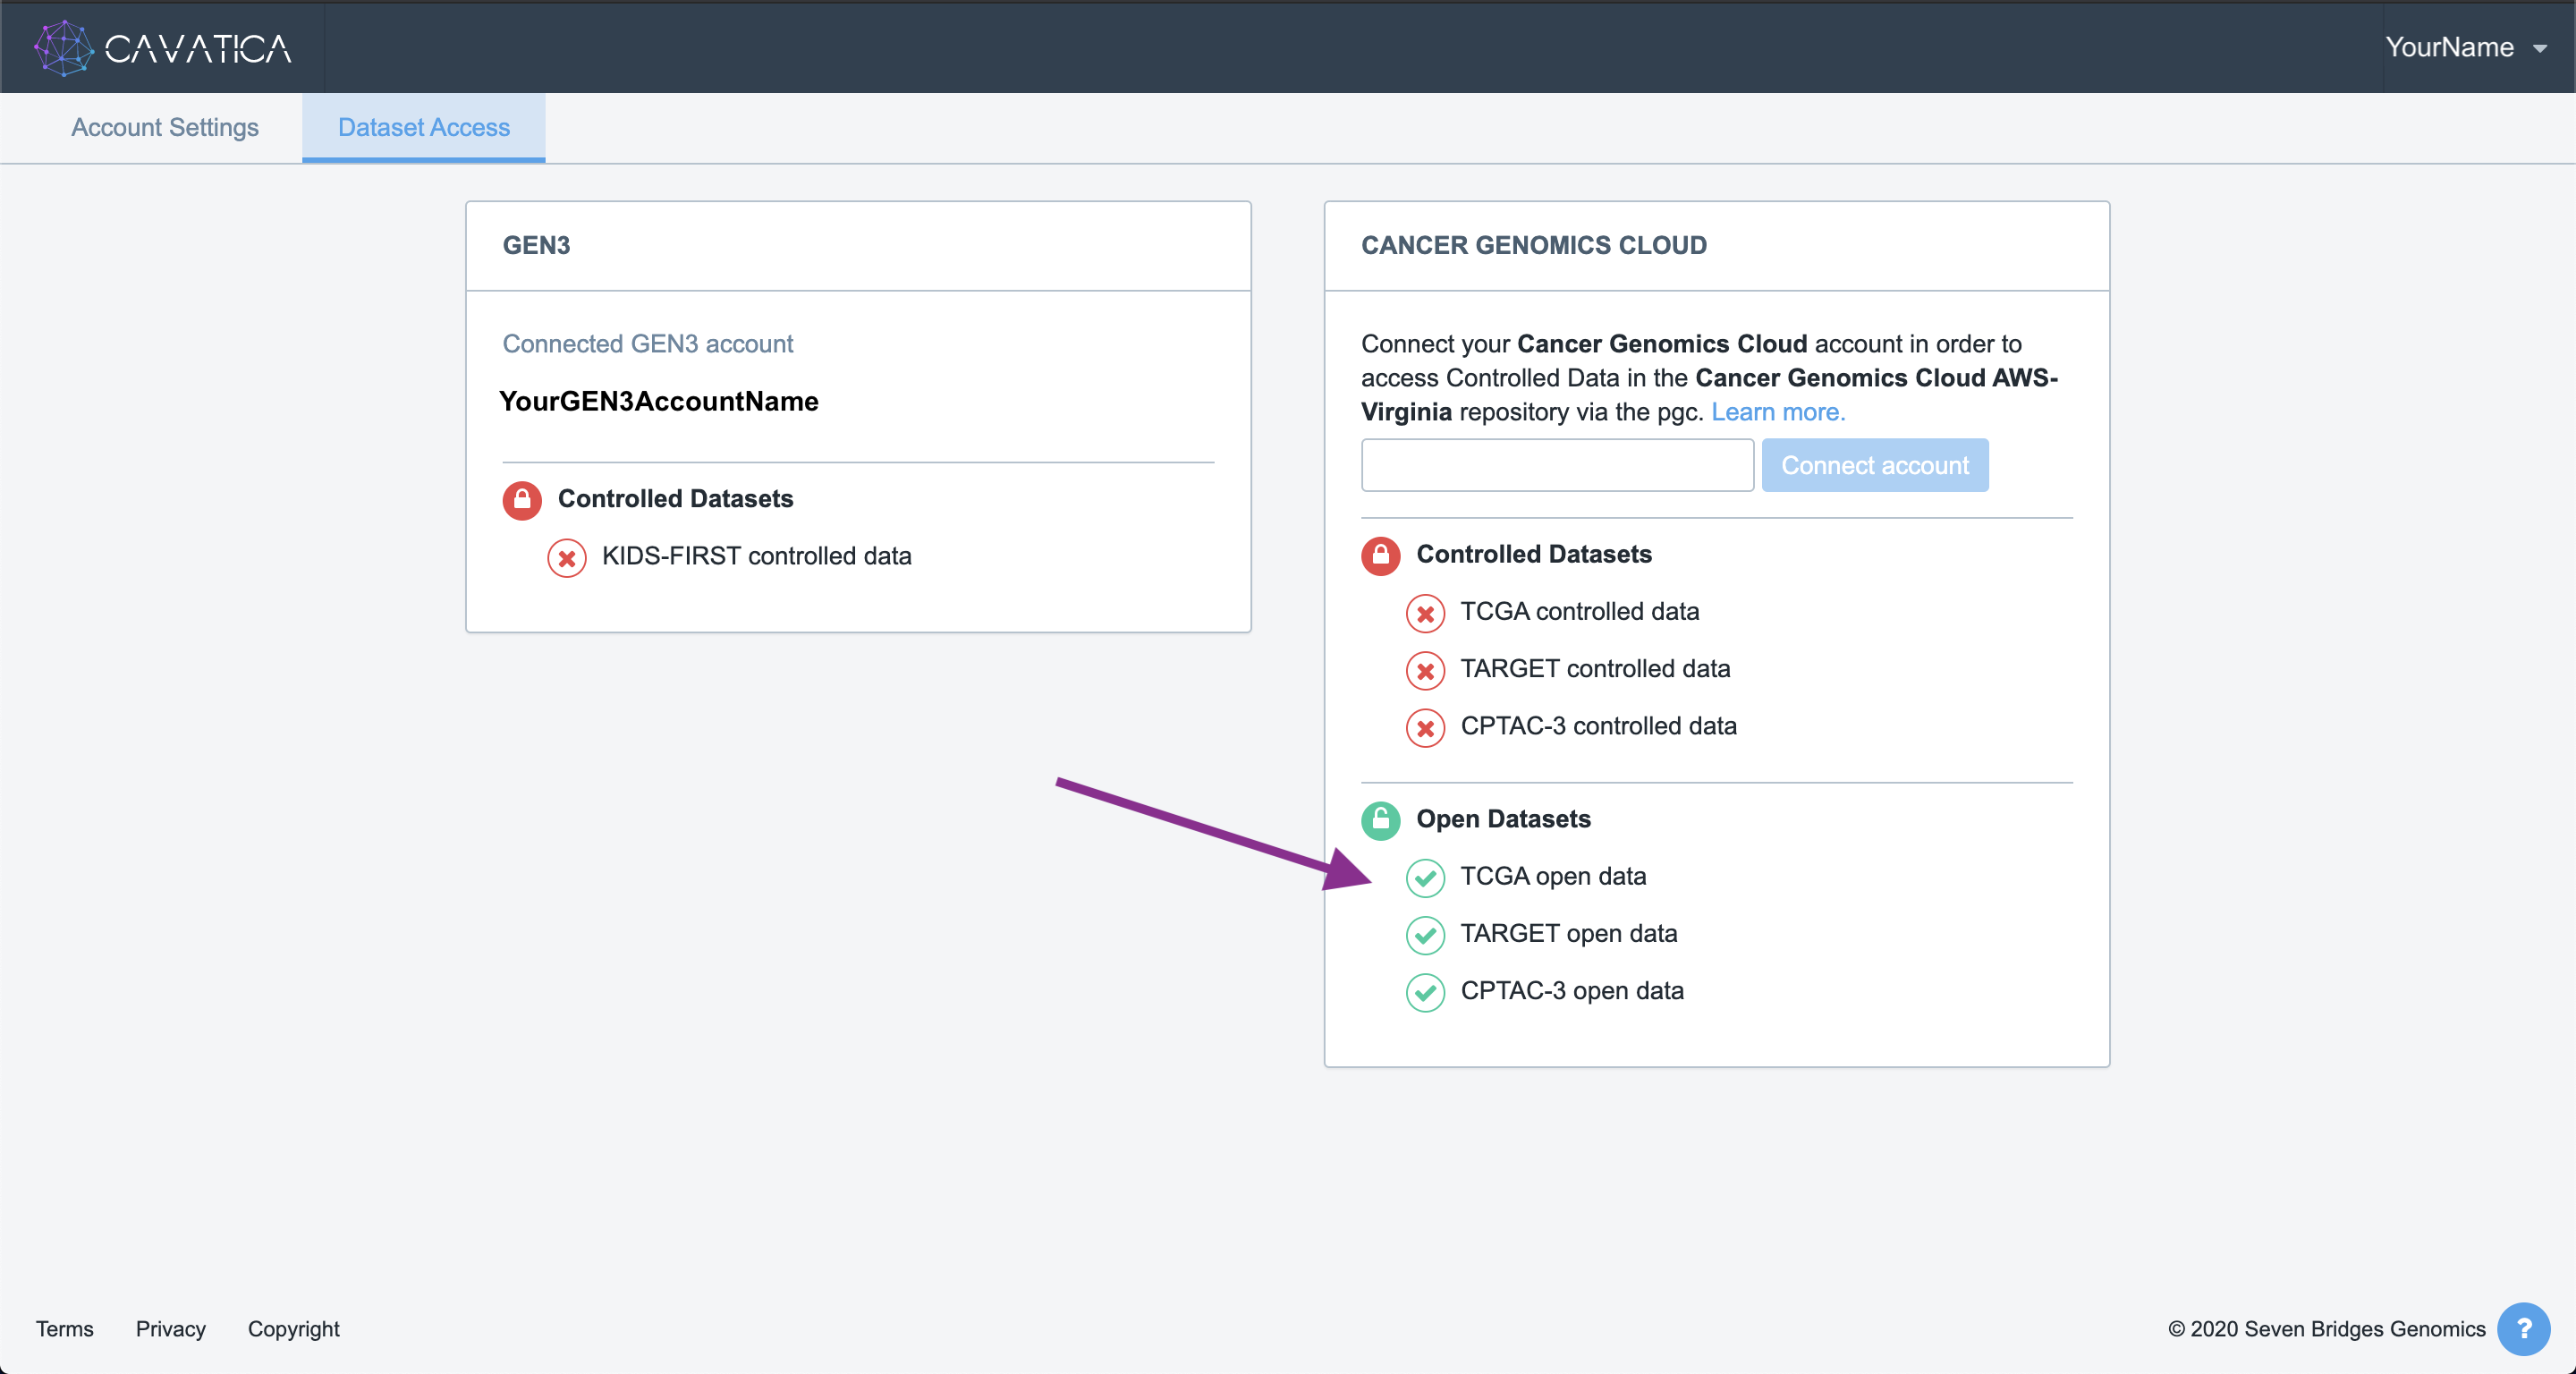 CAVATICA
YourName
Account Settings
Dataset Access
GEN3
Connected GEN3 account
YourGEN3AccountName
Controlled Datasets
KIDS-FIRST controlled data
CANCER GENOMICS CLOUD
Connect your Cancer Genomics Cloud account in order to
access Controlled Data in the Cancer Genomics Cloud AWS-
Virginia repository via the pgc. Learn more.
Connect account
Controlled Datasets
TCGA controlled data
TARGET controlled data
CPTAC-3 controlled data
Open Datasets
TCGA open data
TARGET open data
CPTAC-3 open data
Terms
Privacy
Copyright
© 2020 Seven Bridges Genomics
?